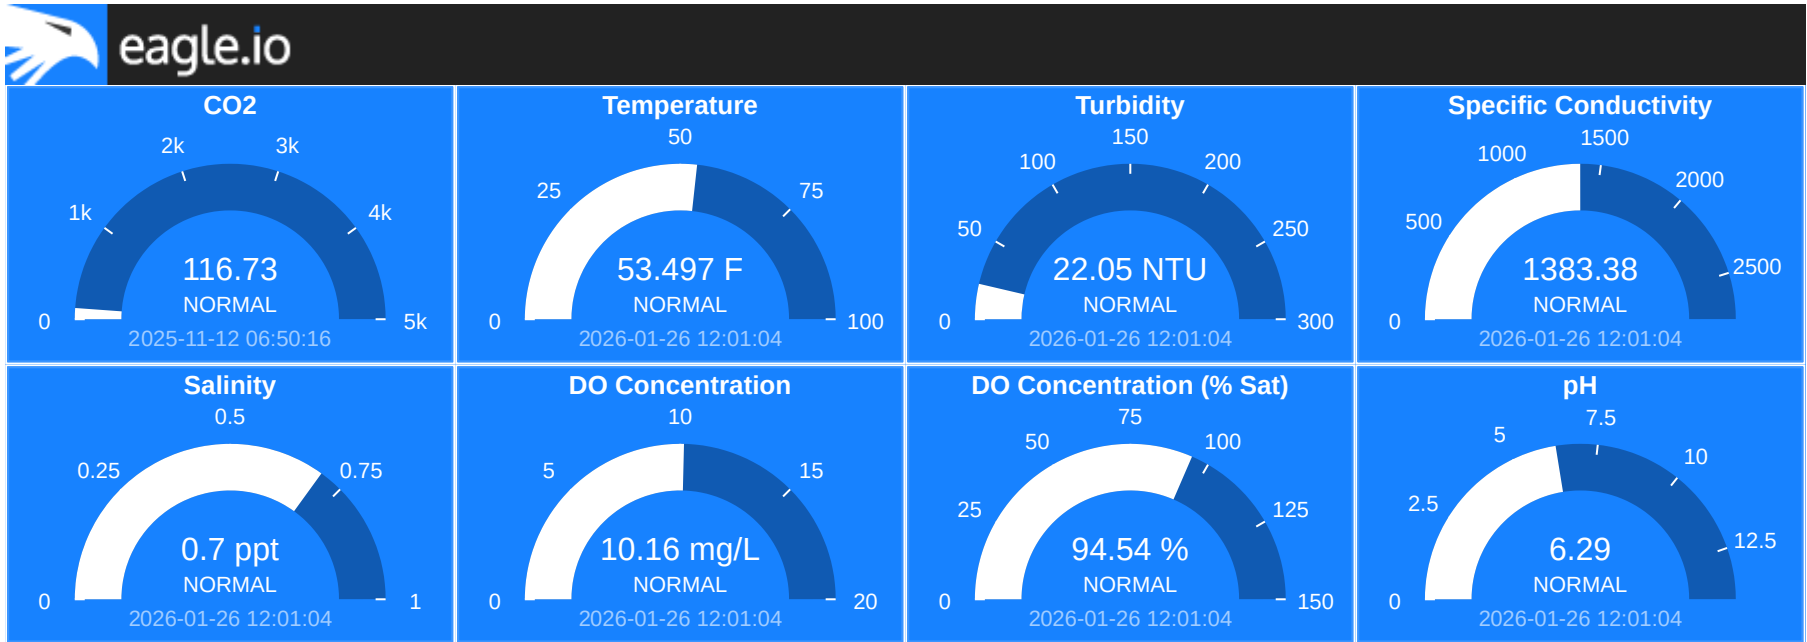 eagle.io
CO2
2k
3k
1k
4k
116.73
NORMAL
0
5k
2025-11-12 06:50:16
Temperature
50
25
75
53.497 F
NORMAL
0
100
2026-01-26 12:01:04
Turbidity
150
100
200
50
250
22.05 NTU
NORMAL
0
300
2026-01-26 12:01:04
Specific Conductivity
1500
1000
2000
500
2500
1383.38
NORMAL
0
2026-01-26 12:01:04
Salinity
0.5
0.25
0.75
0.7 ppt
NORMAL
0
1
2026-01-26 12:01:04
DO Concentration
10
5
15
10.16 mg/L
NORMAL
0
20
2026-01-26 12:01:04
DO Concentration (% Sat)
75
50
100
25
125
94.54 %
NORMAL
0
150
2026-01-26 12:01:04
pH
7.5
5
10
2.5
12.5
6.29
NORMAL
0
2026-01-26 12:01:04